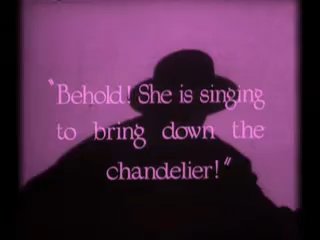 "Behold! She is singing
to bring down the
chandelier!"